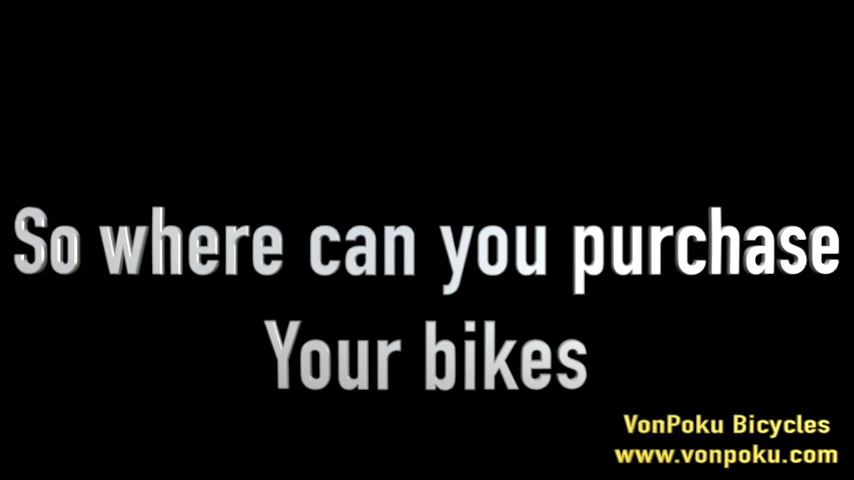 So where can you purchase
Your bikes
VonPoku Bicycles
www.vonpoku.com